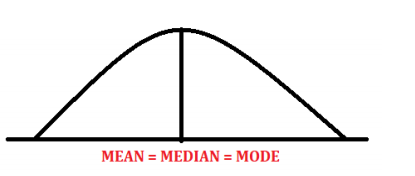 MEAN = MEDIAN = MODE